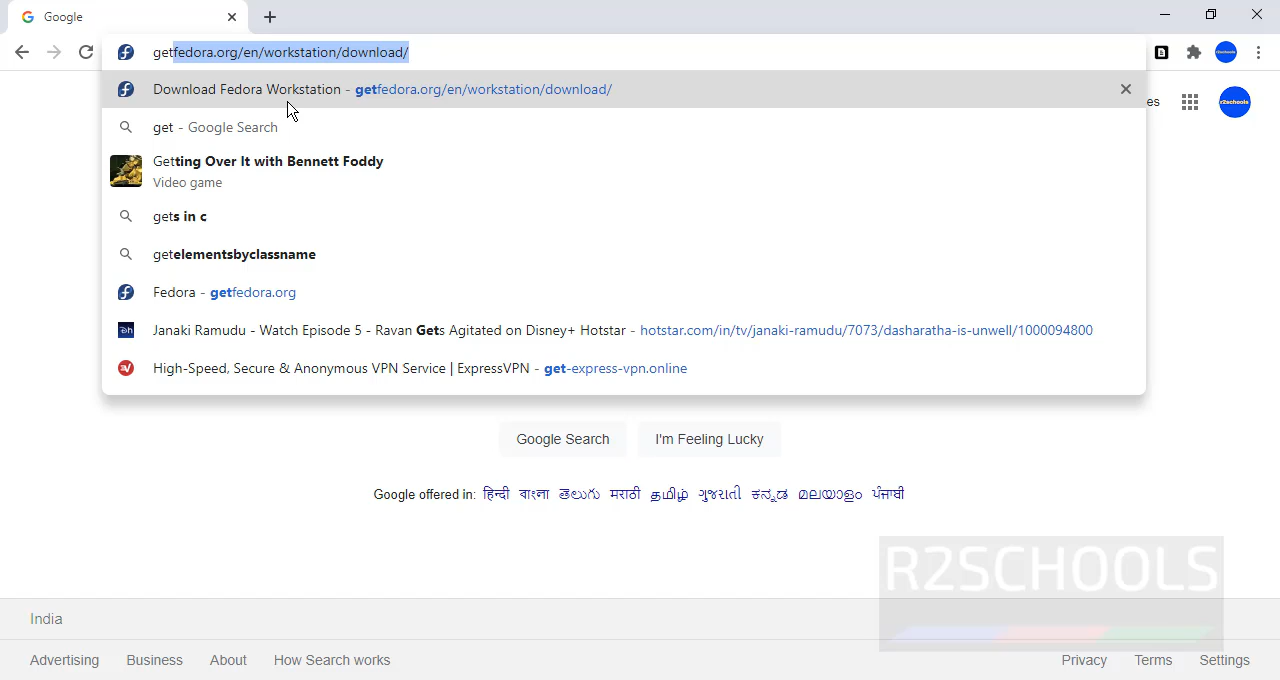 Google
getfedora.org/en/workstation/download/
Download Fedora Workstation - getfedora.org/en/workstation/download/
es
r2schools
get - Google Search
Getting Over It with Bennett Foddy
Video game
gets in c
getelementsbyclassname
Fedora - getfedora.org
Janaki Ramudu - Watch Episode 5 - Ravan Gets Agitated on Disney+ Hotstar - hotstar.com/in/tv/janaki-ramudu/7073/dasharatha-is-unwell/1000094800
High-Speed, Secure & Anonymous VPN Service | ExpressVPN - get-express-vpn.online
Google Search I'm Feeling Lucky
Google offered in: हिन्दी বাংলা తెలుగు मराठी தமிழ் ગુજરાતી ಕನ್ನಡ മലയാളം ਪੰਜਾਬੀ
R2SCHOOLS
India
Advertising Business About How Search works Privacy Terms Settings